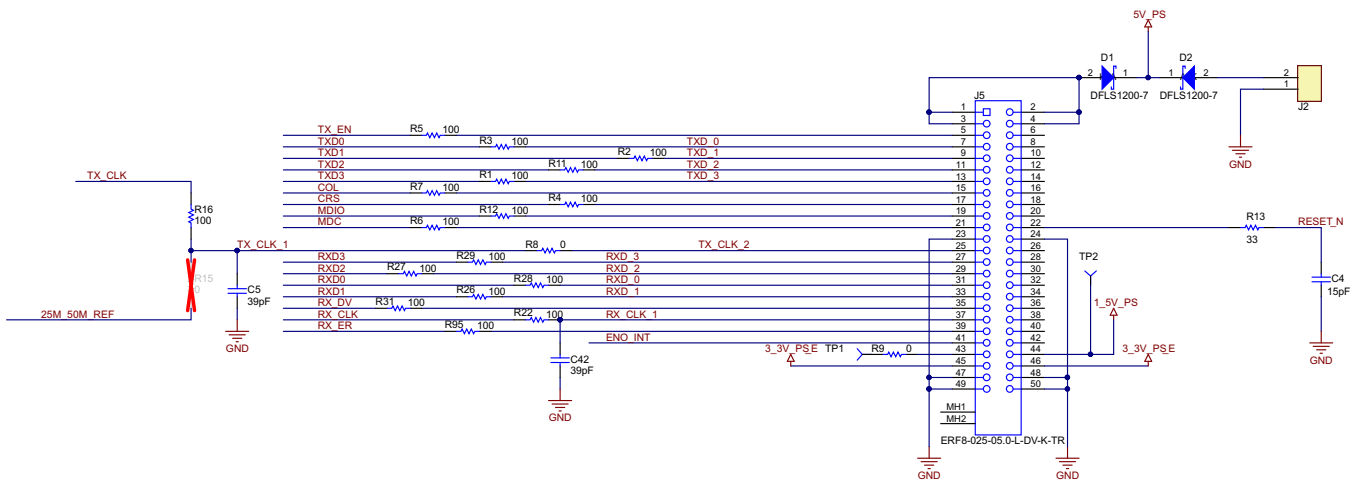 5V_PS
D1 D2
2 1 1 2 2
DFLS1200-7 DFLS1200-7 1
J2
GND
J5
1 2
3 4
TX_EN R5 100 5 6
TXD0 R3 100 TXD_0 7 8
TXD1 R2 100 TXD_1 9 10
TXD2 R11 100 TXD_2 11 12
TX_CLK TXD3 R1 100 TXD_3 13 14
COL R7 100 15 16
CRS R4 100 17 18
R16 100 MDIO R12 100 19 20
MDC R6 100 21 22 R13 33 RESET_N
23 24
TX_CLK_1 R8 0 TX_CLK_2 25 26
RXD3 R29 100 RXD_3 27 28 TP2
R15 0 RXD2 R27 100 RXD_2 29 30
C5 39pF RXD0 R28 100 RXD_0 31 32 C4 15pF
RXD1 R26 100 RXD_1 33 34
RX_DV R31 100 35 36 1_5V_PS
25M_50M_REF RX_CLK R22 100 RX_CLK_1 37 38
RX_ER R95 100 39 40
GND ENO_INT 41 42 GND
3_3V_PS_E TP1 R9 0 43 44 3_3V_PS_E
C42 39pF 45 46
47 48
49 50
GND
MH1
MH2
ERF8-025-05.0-L-DV-K-TR
GND GND